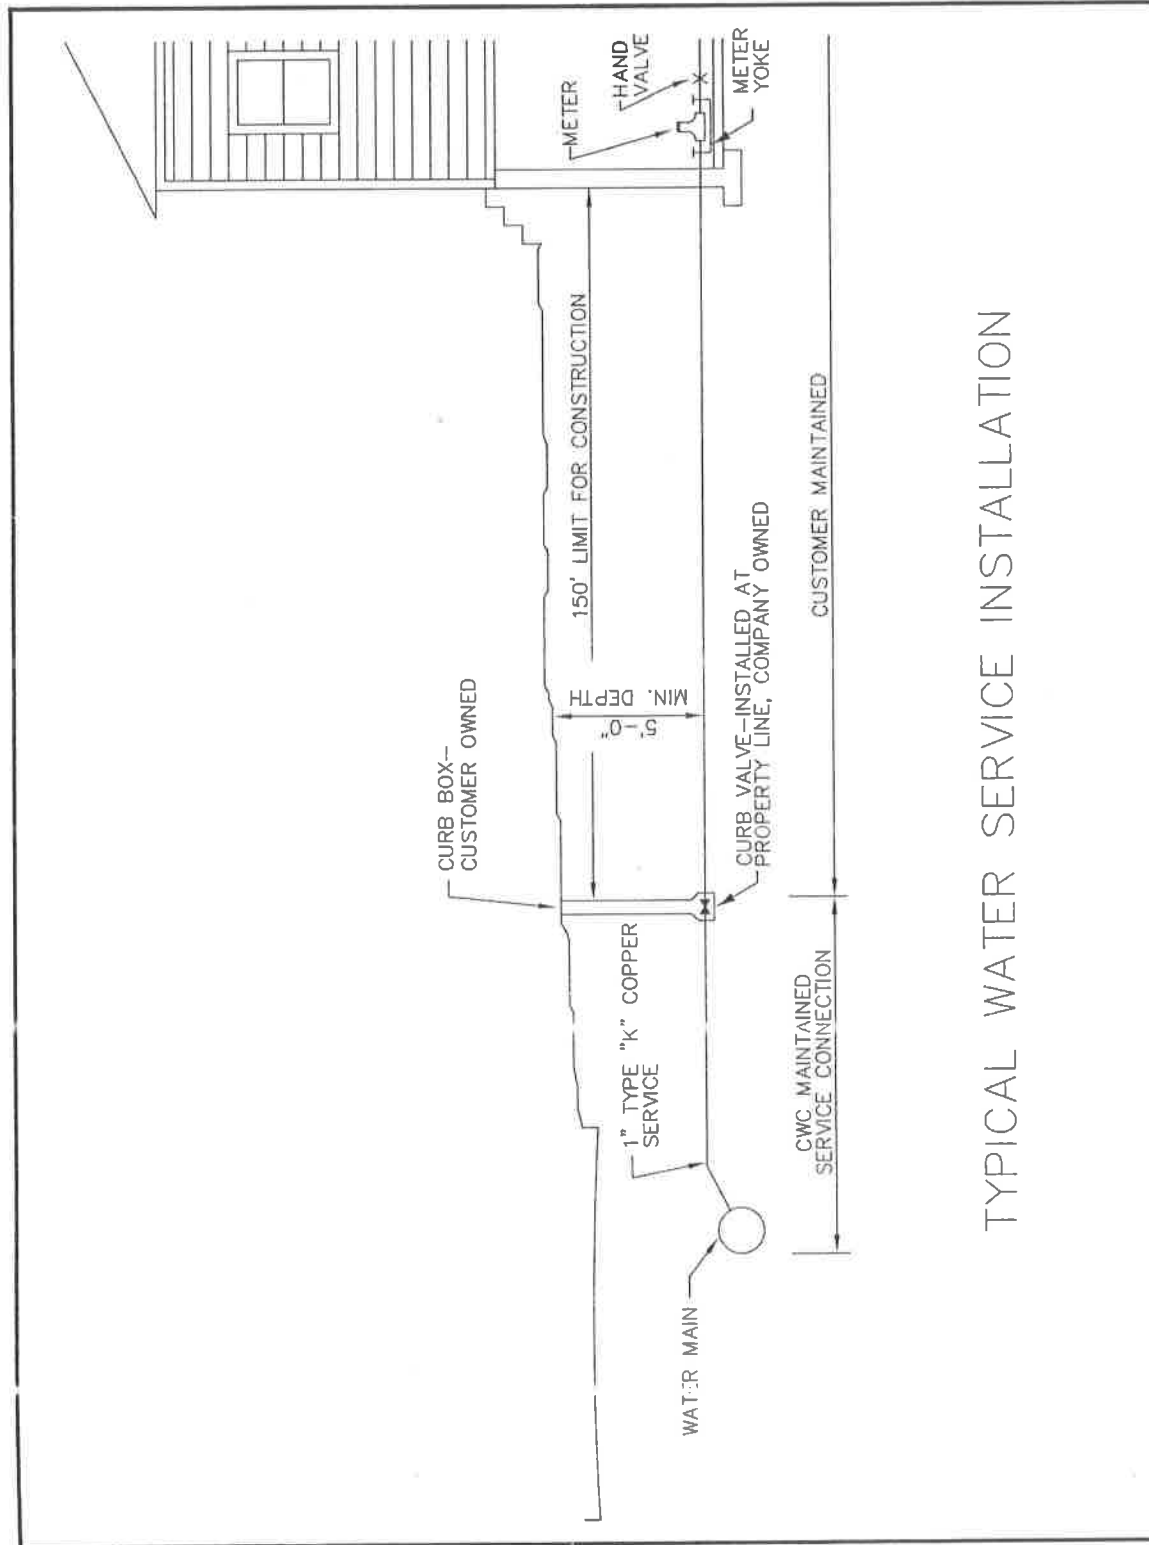 METER
HAND
VALVE
METER
YOKE
150' LIMIT FOR CONSTRUCTION
CURB BOX–
CUSTOMER OWNED
5'–0"
MIN. DEPTH
CURB VALVE–INSTALLED AT
PROPERTY LINE, COMPANY OWNED
1" TYPE "K" COPPER
SERVICE
WATER MAIN
CWC MAINTAINED
SERVICE CONNECTION
CUSTOMER MAINTAINED
TYPICAL WATER SERVICE INSTALLATION